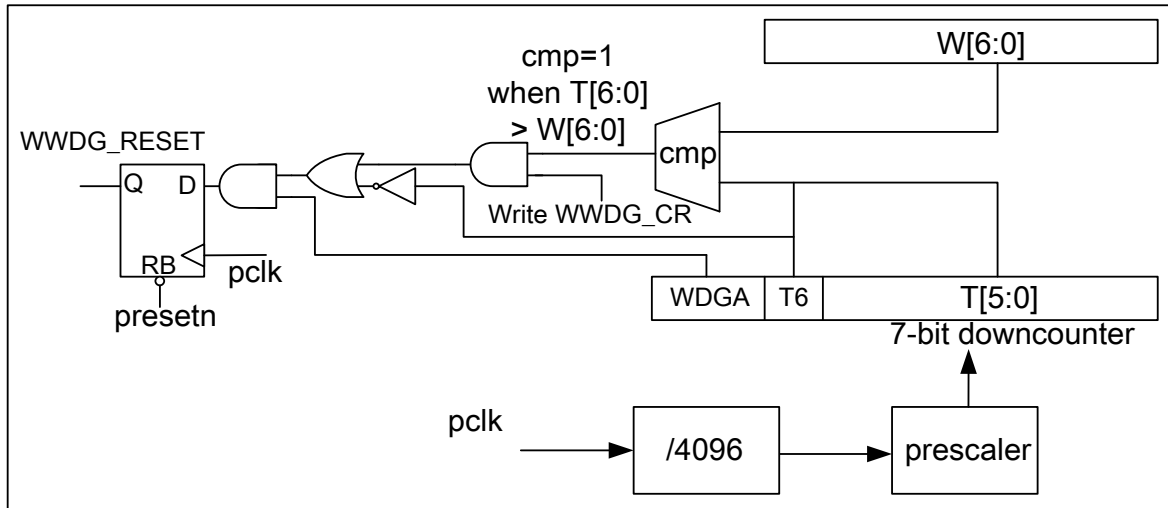 W[6:0]
cmp=1
when T[6:0]
> W[6:0]
WWDG_RESET
cmp
Q
D
Write WWDG_CR
RB
pclk
presetn
WDGA
T6
T[5:0]
7-bit downcounter
pclk
/4096
prescaler